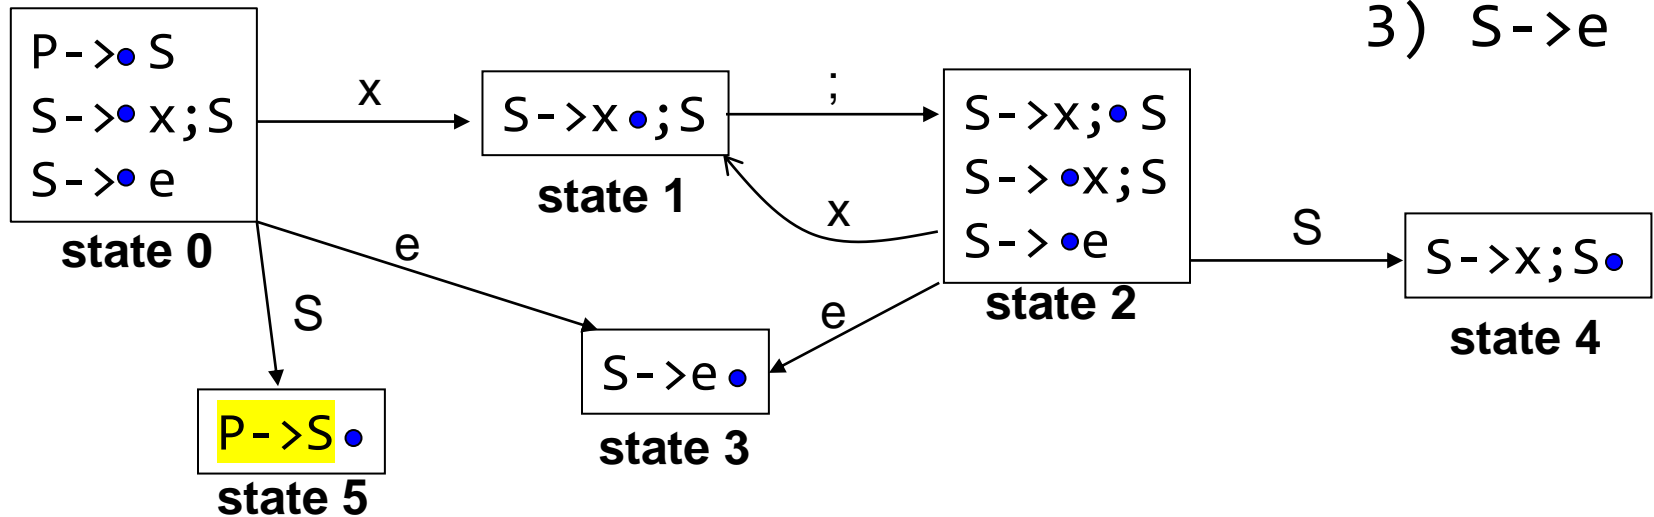 3) S->e
P->• S
S->• x;S
S->• e
state 0
x
S->x•;S
state 1
;
S->x;• S
S-> •x;S
S-> •e
state 2
x
S
S->x;S•
state 4
e
e
S->e•
state 3
S
P->S•
state 5